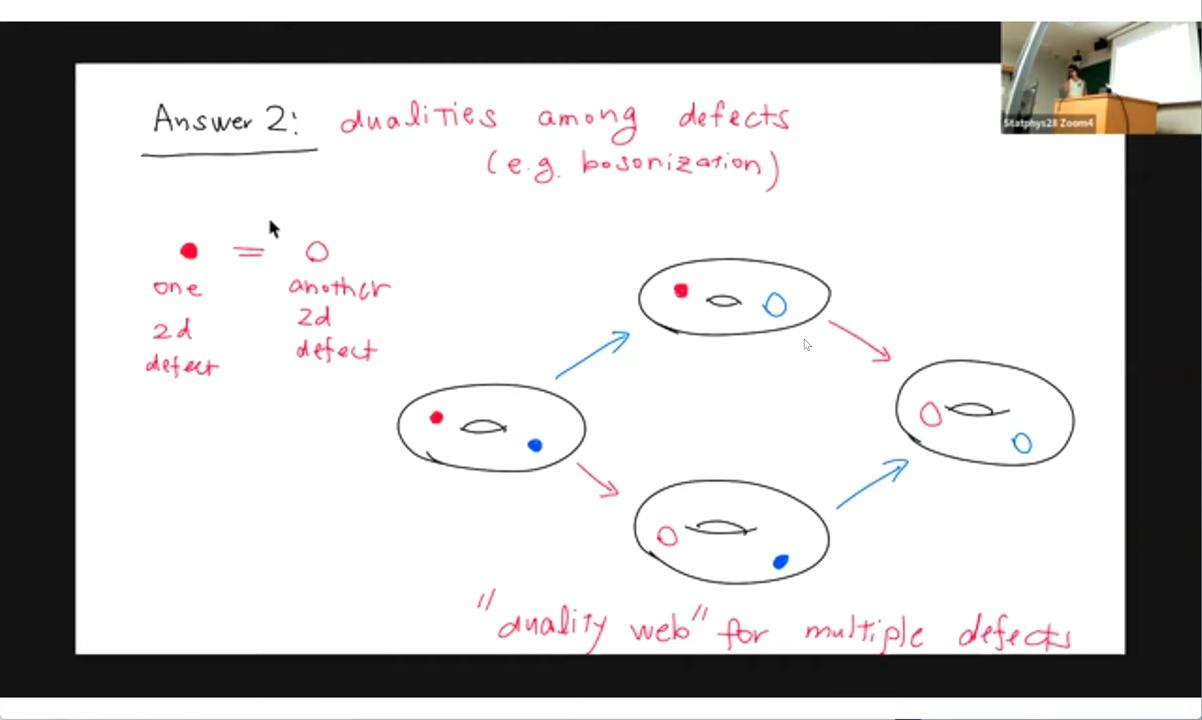 Statphys28 Zoom4
Answer 2: dualities among defects
(e.g. bosonization)
= 
one another
2d 2d
defect defect
"duality web" for multiple defects